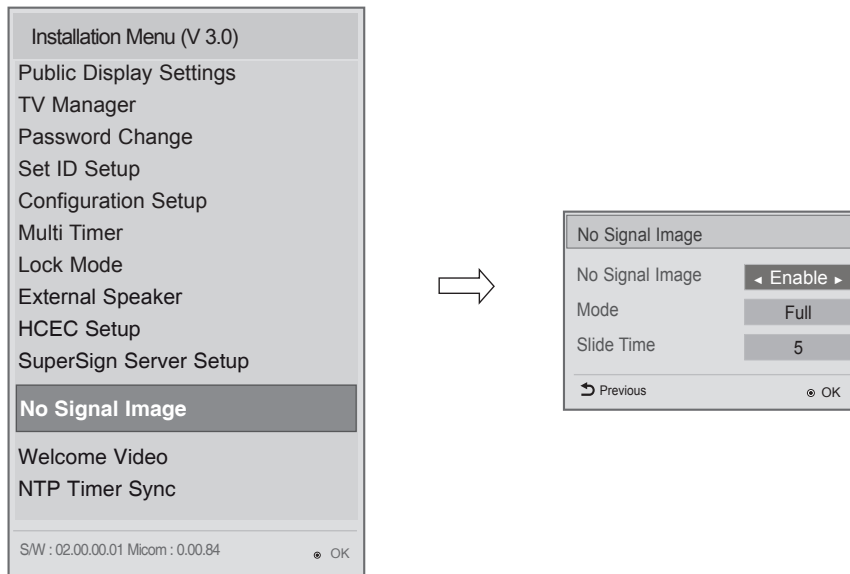 Installation Menu (V 3.0)
Public Display Settings
TV Manager
Password Change
Set ID Setup
Configuration Setup
Multi Timer
Lock Mode
External Speaker
HCEC Setup
SuperSign Server Setup
No Signal Image
Welcome Video
NTP Timer Sync
S/W : 02.00.00.01 Micom : 0.00.84 ◉ OK
No Signal Image
No Signal Image ◄ Enable ►
Mode Full
Slide Time 5
Previous ◉ OK